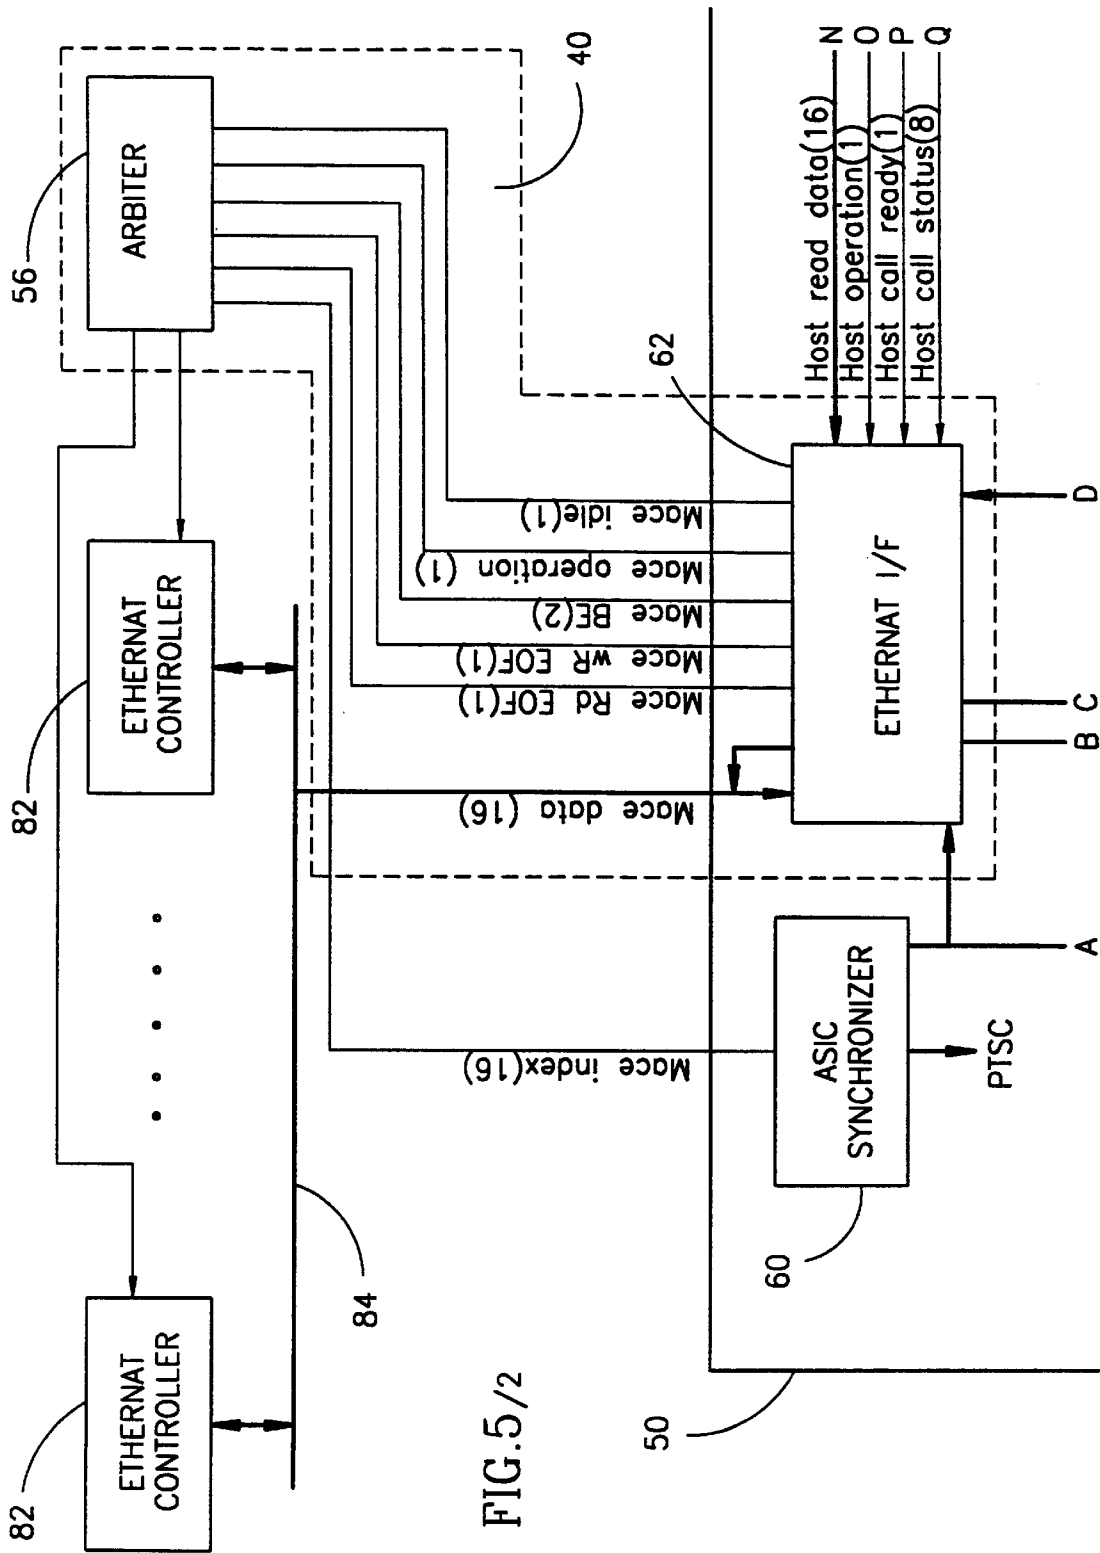 82
ETHERNAT
CONTROLLER
82
ETHERNAT
CONTROLLER
56
ARBITER
40
84
Mace index(16)
Mace data (16)
Mace Rd EOF(1)
Mace wR EOF(1)
Mace BE(2)
Mace operation (1)
Mace idle(1)
FIG.5/2
50
60
ASIC
SYNCHRONIZER
PTSC
62
ETHERNAT I/F
Host read data(16) N
Host operation(1) O
Host call ready(1) P
Host call status(8) Q
A
B
C
D